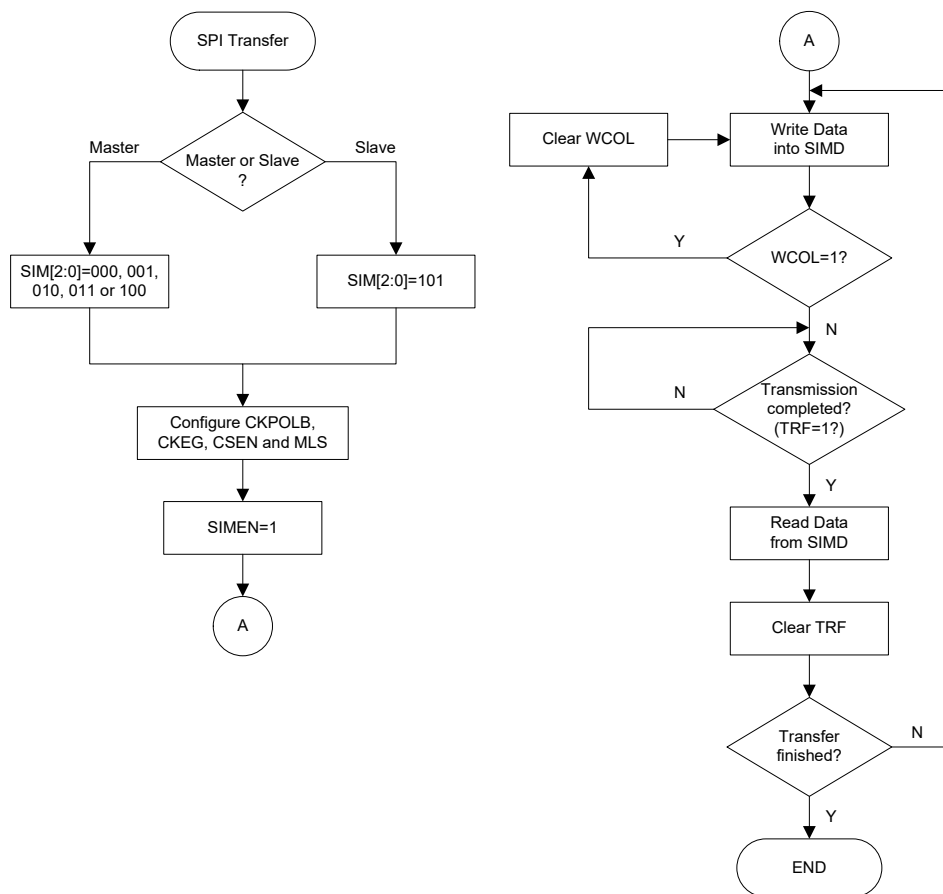 SPI Transfer
Master
Master or Slave
?
Slave
SIM[2:0]=000, 001,
010, 011 or 100
SIM[2:0]=101
Configure CKPOLB,
CKEG, CSEN and MLS
SIMEN=1
A
A
Clear WCOL
Write Data
into SIMD
Y
WCOL=1?
N
N
Transmission
completed?
(TRF=1?)
Y
Read Data
from SIMD
Clear TRF
Transfer
finished?
N
Y
END